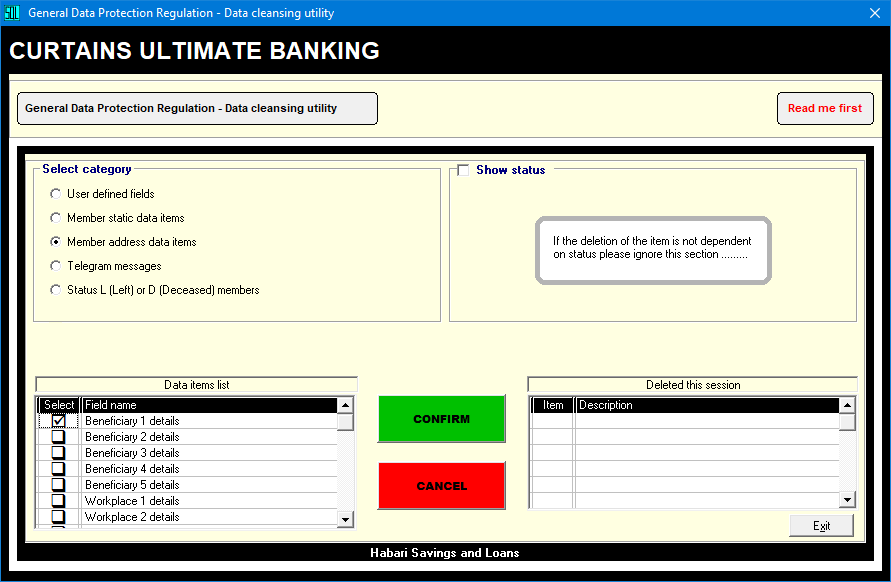 General Data Protection Regulation - Data cleansing utility
CURTAINS ULTIMATE BANKING
General Data Protection Regulation - Data cleansing utility
Read me first
Select category
User defined fields
Member static data items
Member address data items
Telegram messages
Status L (Left) or D (Deceased) members
Show status
If the deletion of the item is not dependent
on status please ignore this section .........
Data items list
Select Field name
Beneficiary 1 details
Beneficiary 2 details
Beneficiary 3 details
Beneficiary 4 details
Beneficiary 5 details
Workplace 1 details
Workplace 2 details
CONFIRM
CANCEL
Deleted this session
Item Description
Exit
Habari Savings and Loans